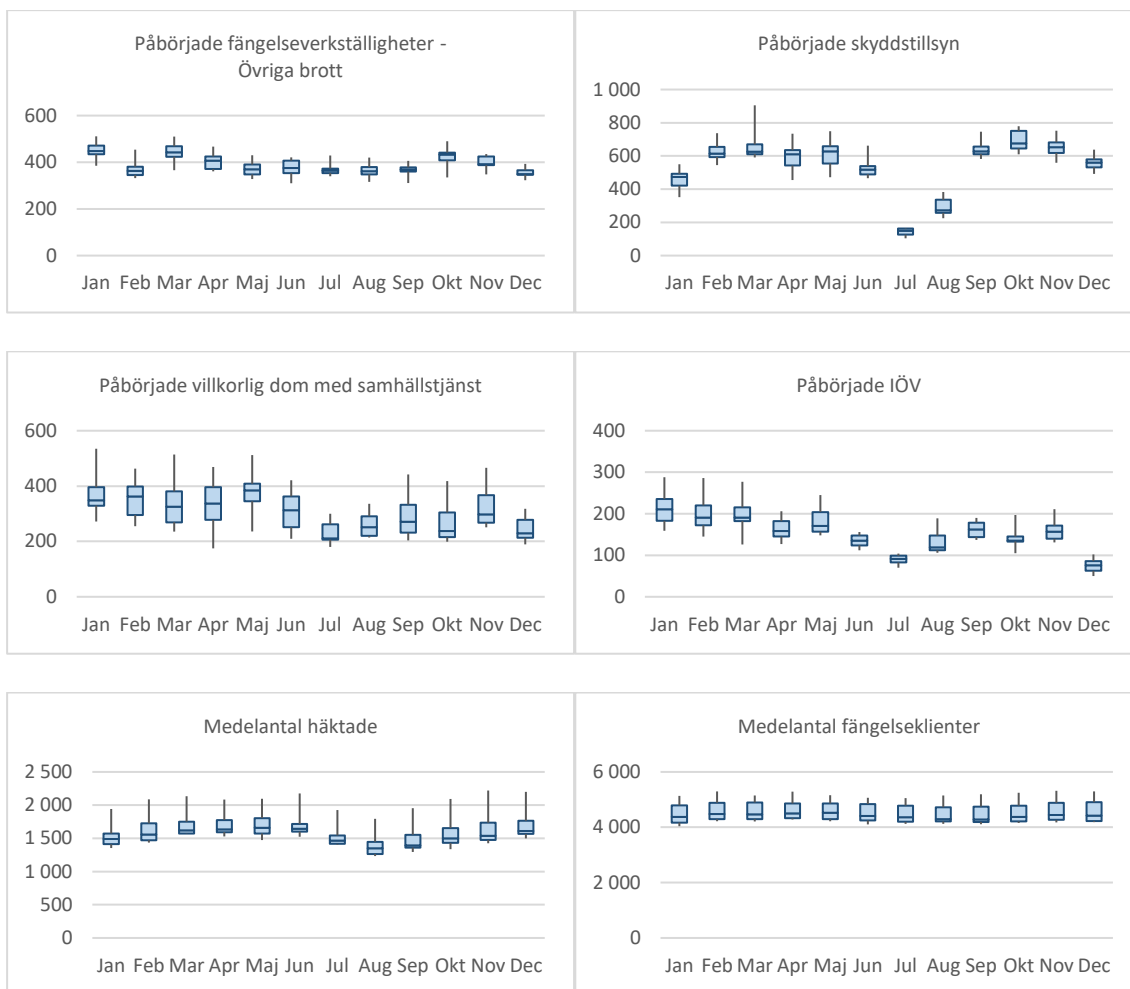 Påbörjade fängelseverkställigheter -
Övriga brott
600
400
200
0
Jan Feb Mar Apr Maj Jun Jul Aug Sep Okt Nov Dec
Påbörjade skyddstillsyn
1 000
800
600
400
200
0
Jan Feb Mar Apr Maj Jun Jul Aug Sep Okt Nov Dec
Påbörjade villkorlig dom med samhällstjänst
600
400
200
0
Jan Feb Mar Apr Maj Jun Jul Aug Sep Okt Nov Dec
Påbörjade IÖV
400
300
200
100
0
Jan Feb Mar Apr Maj Jun Jul Aug Sep Okt Nov Dec
Medelantal häktade
2 500
2 000
1 500
1 000
500
0
Jan Feb Mar Apr Maj Jun Jul Aug Sep Okt Nov Dec
Medelantal fängelseklienter
6 000
4 000
2 000
0
Jan Feb Mar Apr Maj Jun Jul Aug Sep Okt Nov Dec